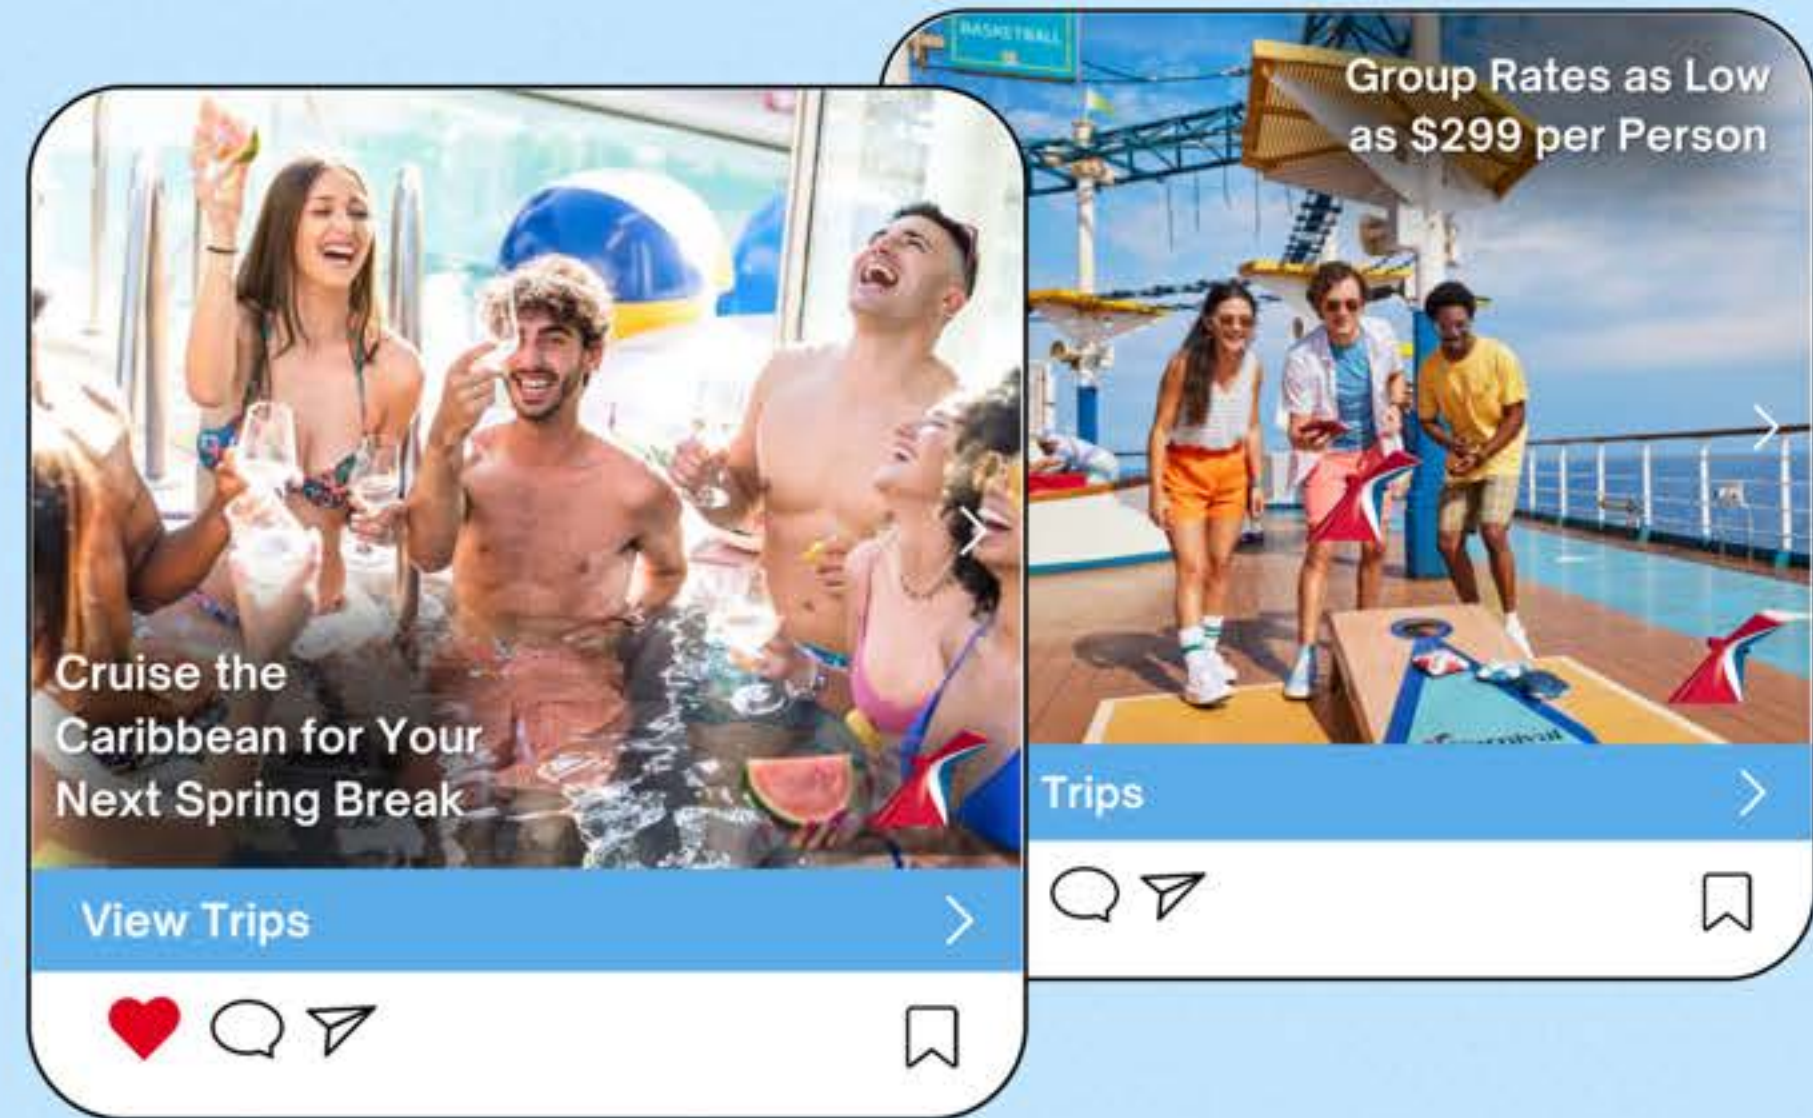 Cruise the
Caribbean for Your
Next Spring Break
View Trips
BASKETBALL
Group Rates as Low
as $299 per Person
Trips